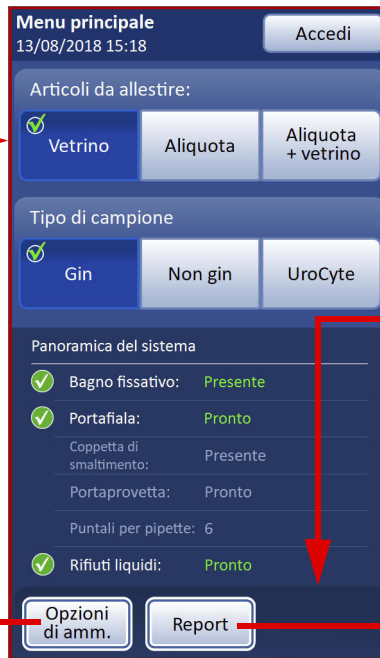 Menu principale
13/08/2018 15:18
Accedi
Articoli da allestire:
Vetrino
Aliquota
Aliquota
+ vetrino
Tipo di campione
Gin
Non gin
UroCyte
Panoramica del sistema
Bagno fissativo: Presente
Portafiala: Pronto
Coppetta di
smaltimento: Presente
Portaprovetta: Pronto
Puntali per pipette: 6
Rifiuti liquidi: Pronto
Opzioni
di amm.
Report